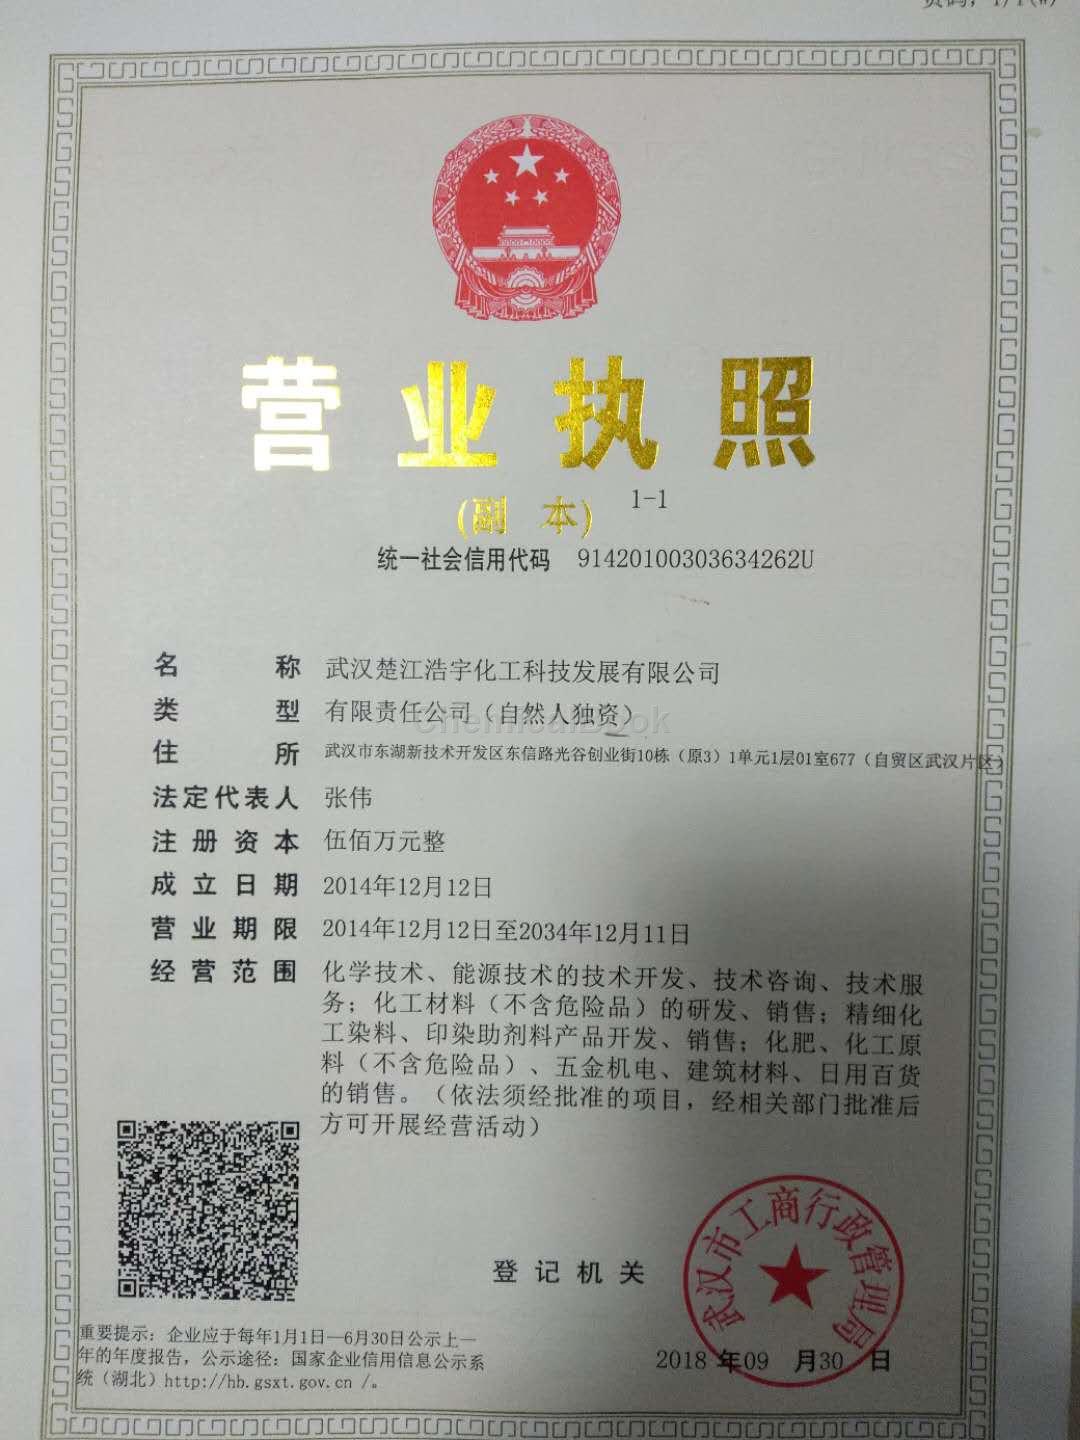 页码：1/1(#)
营业执照
(副本) 1-1
统一社会信用代码 91420100303634262U
名称 武汉楚江浩宇化工科技发展有限公司
类型 有限责任公司（自然人独资）
ChemicalBook
住所 武汉市东湖新技术开发区东信路光谷创业街10栋（原3）1单元1层01室677（自贸区武汉片区）
法定代表人 张伟
注册资本 伍佰万元整
成立日期 2014年12月12日
营业期限 2014年12月12日至2034年12月11日
经营范围 化学技术、能源技术的技术开发、技术咨询、技术服
务；化工材料（不含危险品）的研发、销售；精细化
工染料、印染助剂料产品开发、销售；化肥、化工原
料（不含危险品）、五金机电、建筑材料、日用百货
的销售。（依法须经批准的项目，经相关部门批准后
方可开展经营活动）
武汉市工商行政管理局
登记机关
2018年09月30日
重要提示：企业应于每年1月1日—6月30日公示上一
年的年度报告，公示途径：国家企业信用信息公示系
统（湖北）http://hb.gsxt.gov.cn /。